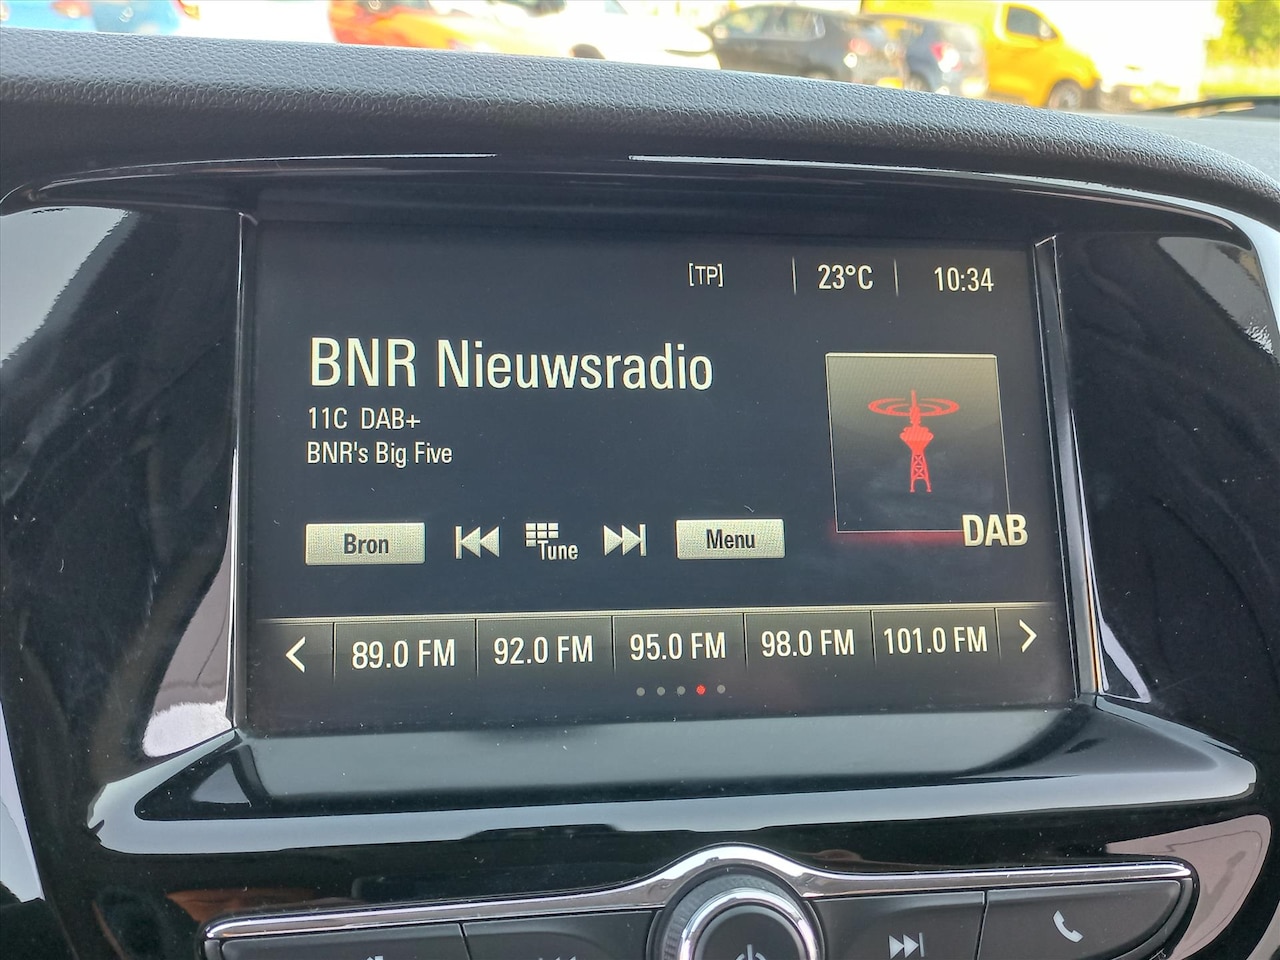 [TP] 23°C 10:34
BNR Nieuwsradio
11C DAB+
BNR's Big Five
DAB
Bron Tune Menu
89.0 FM 92.0 FM 95.0 FM 98.0 FM 101.0 FM